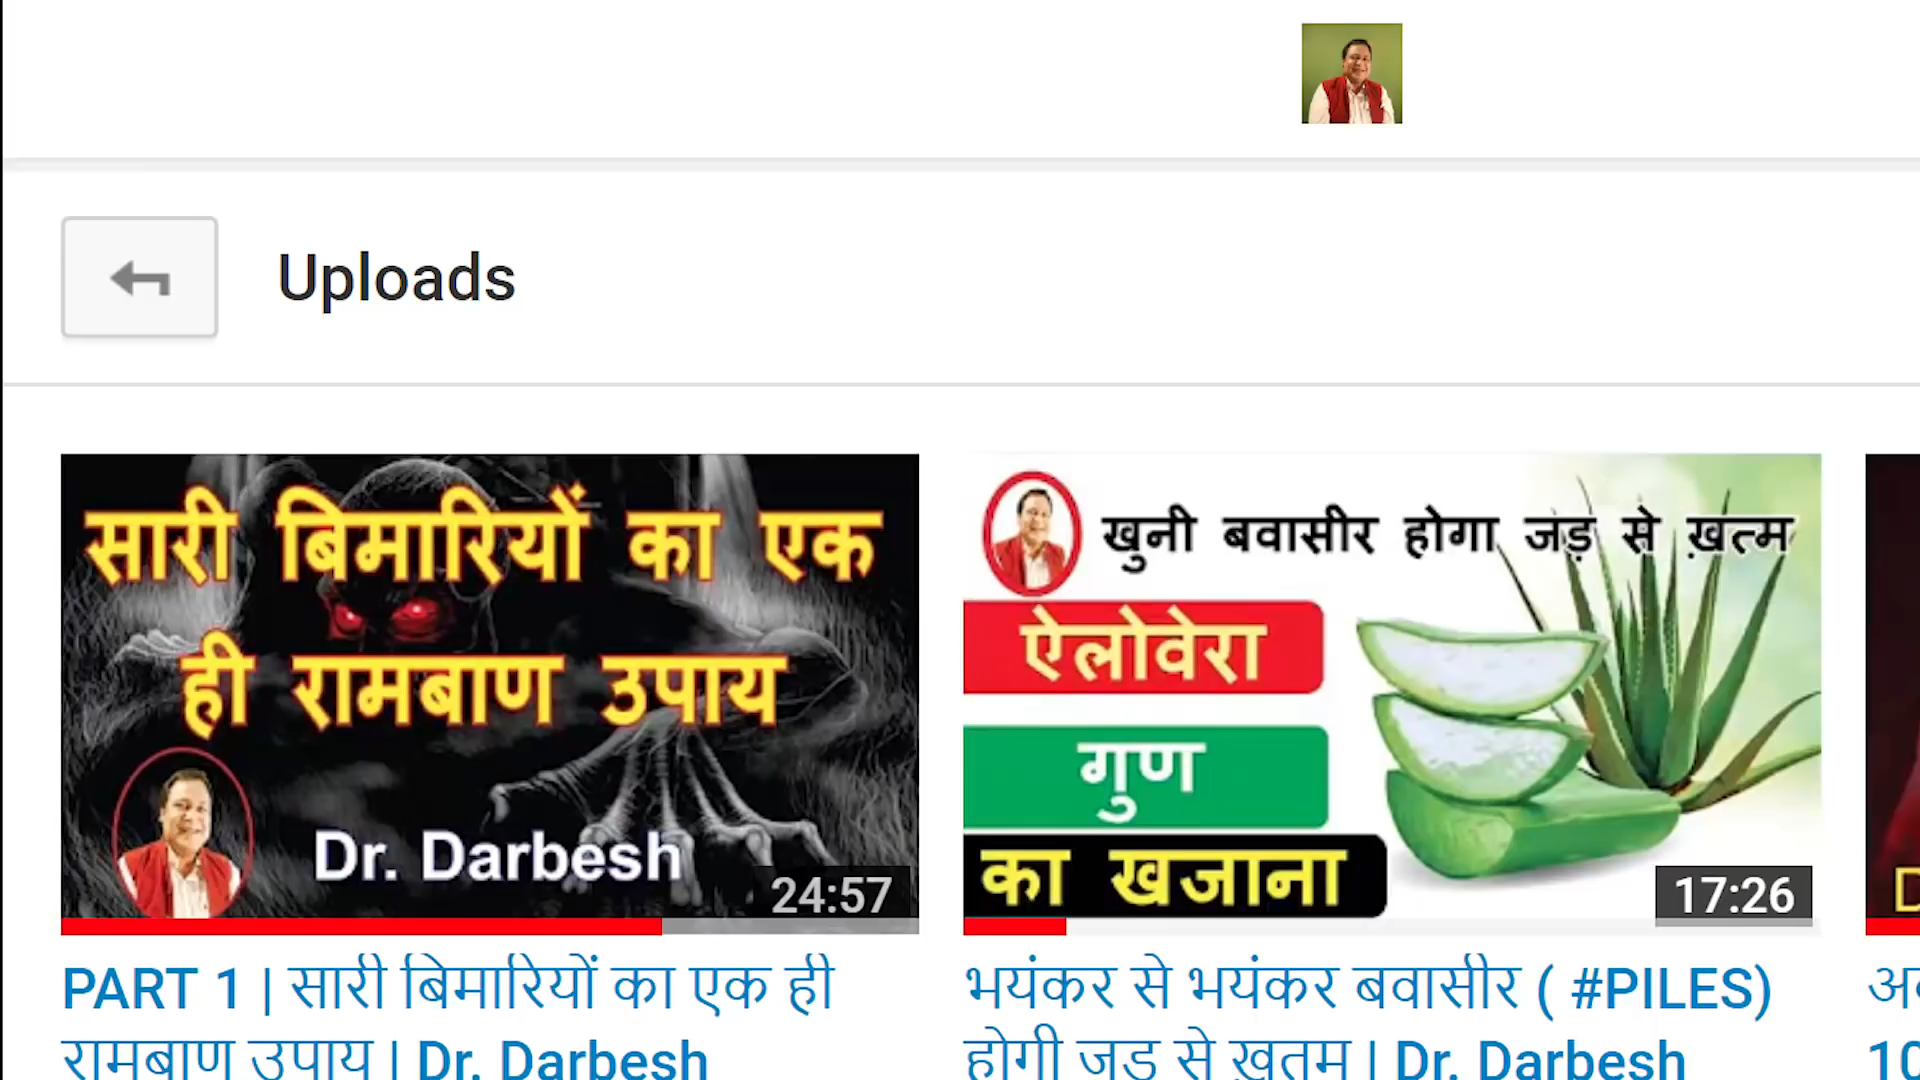 Uploads
सारी बिमारियों का एक
ही रामबाण उपाय
Dr. Darbesh
24:57
खुनी बवासीर होगा जड़ से ख़त्म
ऐलोवेरा
गुण
का खजाना
17:26
PART 1 | सारी बिमारियों का एक ही
रामबाण उपाय | Dr. Darbesh
भयंकर से भयंकर बवासीर ( #PILES)
होगी जड़ से ख़तम | Dr. Darbesh
10